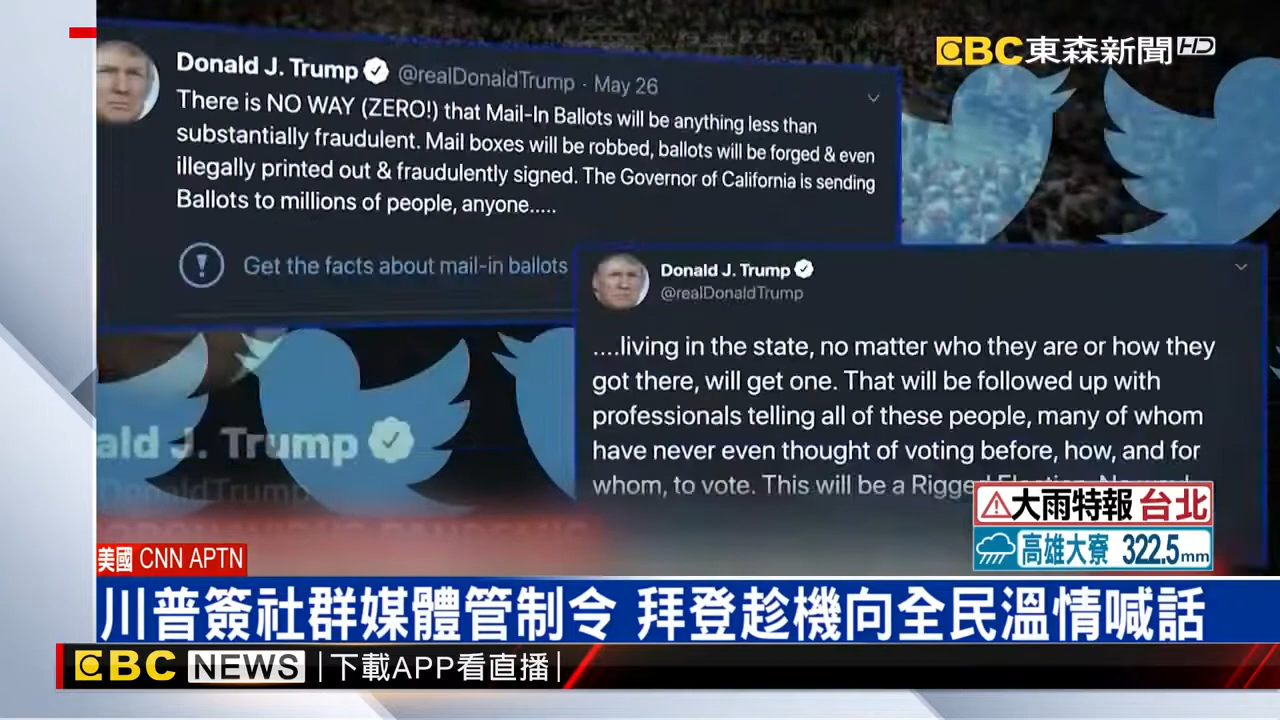 EBC東森新聞HD
Donald J. Trump @realDonaldTrump · May 26
There is NO WAY (ZERO!) that Mail-In Ballots will be anything less than
substantially fraudulent. Mail boxes will be robbed, ballots will be forged & even
illegally printed out & fraudulently signed. The Governor of California is sending
Ballots to millions of people, anyone.....
Get the facts about mail-in ballots
Donald J. Trump
@realDonaldTrump
....living in the state, no matter who they are or how they
got there, will get one. That will be followed up with
professionals telling all of these people, many of whom
have never even thought of voting before, how, and for
whom, to vote. This will be a Rigged
ald J. Trump
DonaldTrump
大雨特報 台北
高雄大寮 322.5mm
美國 CNN APTN
川普簽社群媒體管制令 拜登趁機向全民溫情喊話
EBC NEWS 下載APP看直播